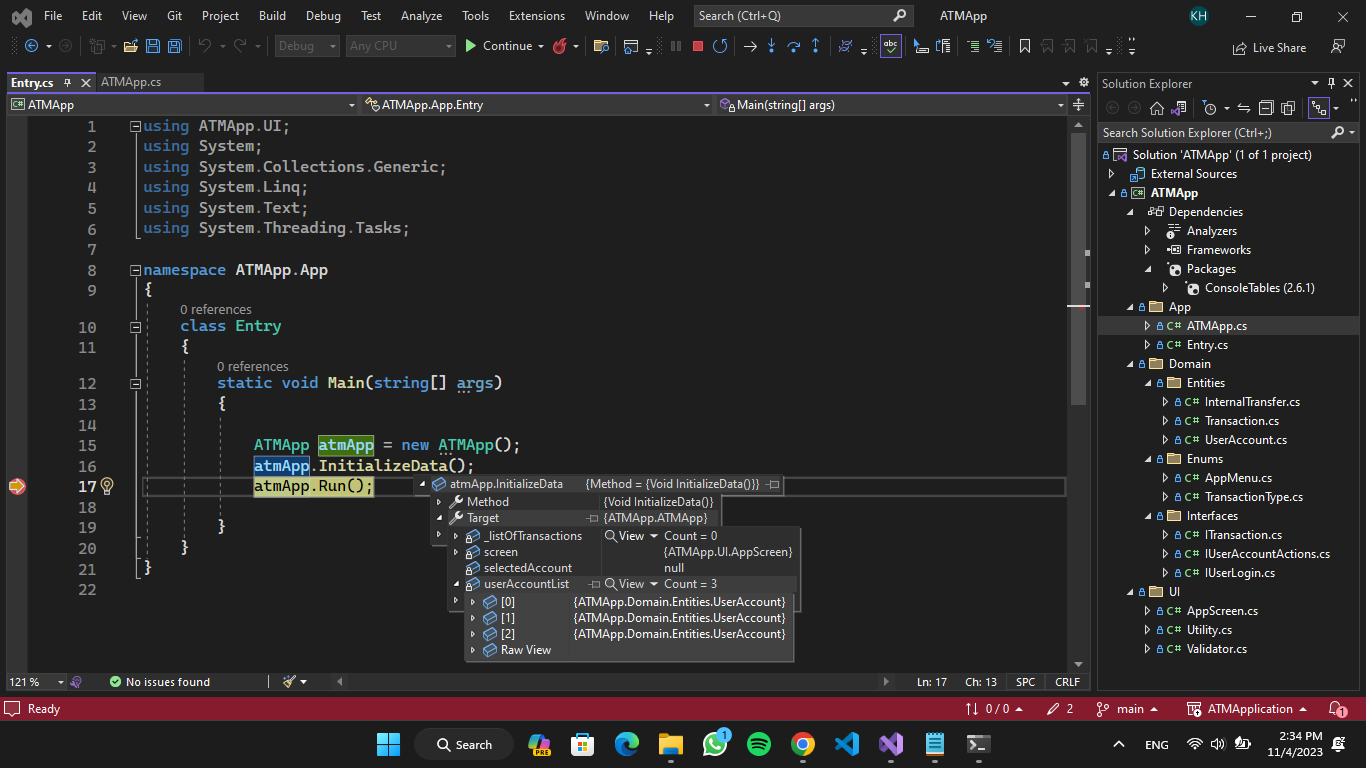 File Edit View Git Project Build Debug Test Analyze Tools Extensions Window Help Search (Ctrl+Q) ATMApp KH
Debug Any CPU Continue abc Live Share
Entry.cs ATMApp.cs
ATMApp ATMApp.App.Entry Main(string[] args)
1 using ATMApp.UI;
2 using System;
3 using System.Collections.Generic;
4 using System.Linq;
5 using System.Text;
6 using System.Threading.Tasks;
7
8 namespace ATMApp.App
9 {
0 references
10 class Entry
11 {
0 references
12 static void Main(string[] args)
13 {
14
15 ATMApp atmApp = new ATMApp();
16 atmApp.InitializeData();
17 atmApp.Run();
18
19 }
20 }
21 }
22
atmApp.InitializeData {Method = {Void InitializeData()}}
Method {Void InitializeData()}
Target {ATMApp.ATMApp}
_listOfTransactions View Count = 0
screen {ATMApp.UI.AppScreen}
selectedAccount null
userAccountList View Count = 3
[0] {ATMApp.Domain.Entities.UserAccount}
[1] {ATMApp.Domain.Entities.UserAccount}
[2] {ATMApp.Domain.Entities.UserAccount}
Raw View
121 % No issues found Ln: 17 Ch: 13 SPC CRLF
Solution Explorer
Search Solution Explorer (Ctrl+;)
Solution 'ATMApp' (1 of 1 project)
External Sources
C# ATMApp
Dependencies
Analyzers
Frameworks
Packages
ConsoleTables (2.6.1)
App
C# ATMApp.cs
C# Entry.cs
Domain
Entities
C# InternalTransfer.cs
C# Transaction.cs
C# UserAccount.cs
Enums
C# AppMenu.cs
C# TransactionType.cs
Interfaces
C# ITransaction.cs
C# IUserAccountActions.cs
C# IUserLogin.cs
UI
C# AppScreen.cs
C# Utility.cs
C# Validator.cs
Ready 0 / 0 2 main ATMApplication 1
Search PRE 1 ENG 2:34 PM
11/4/2023